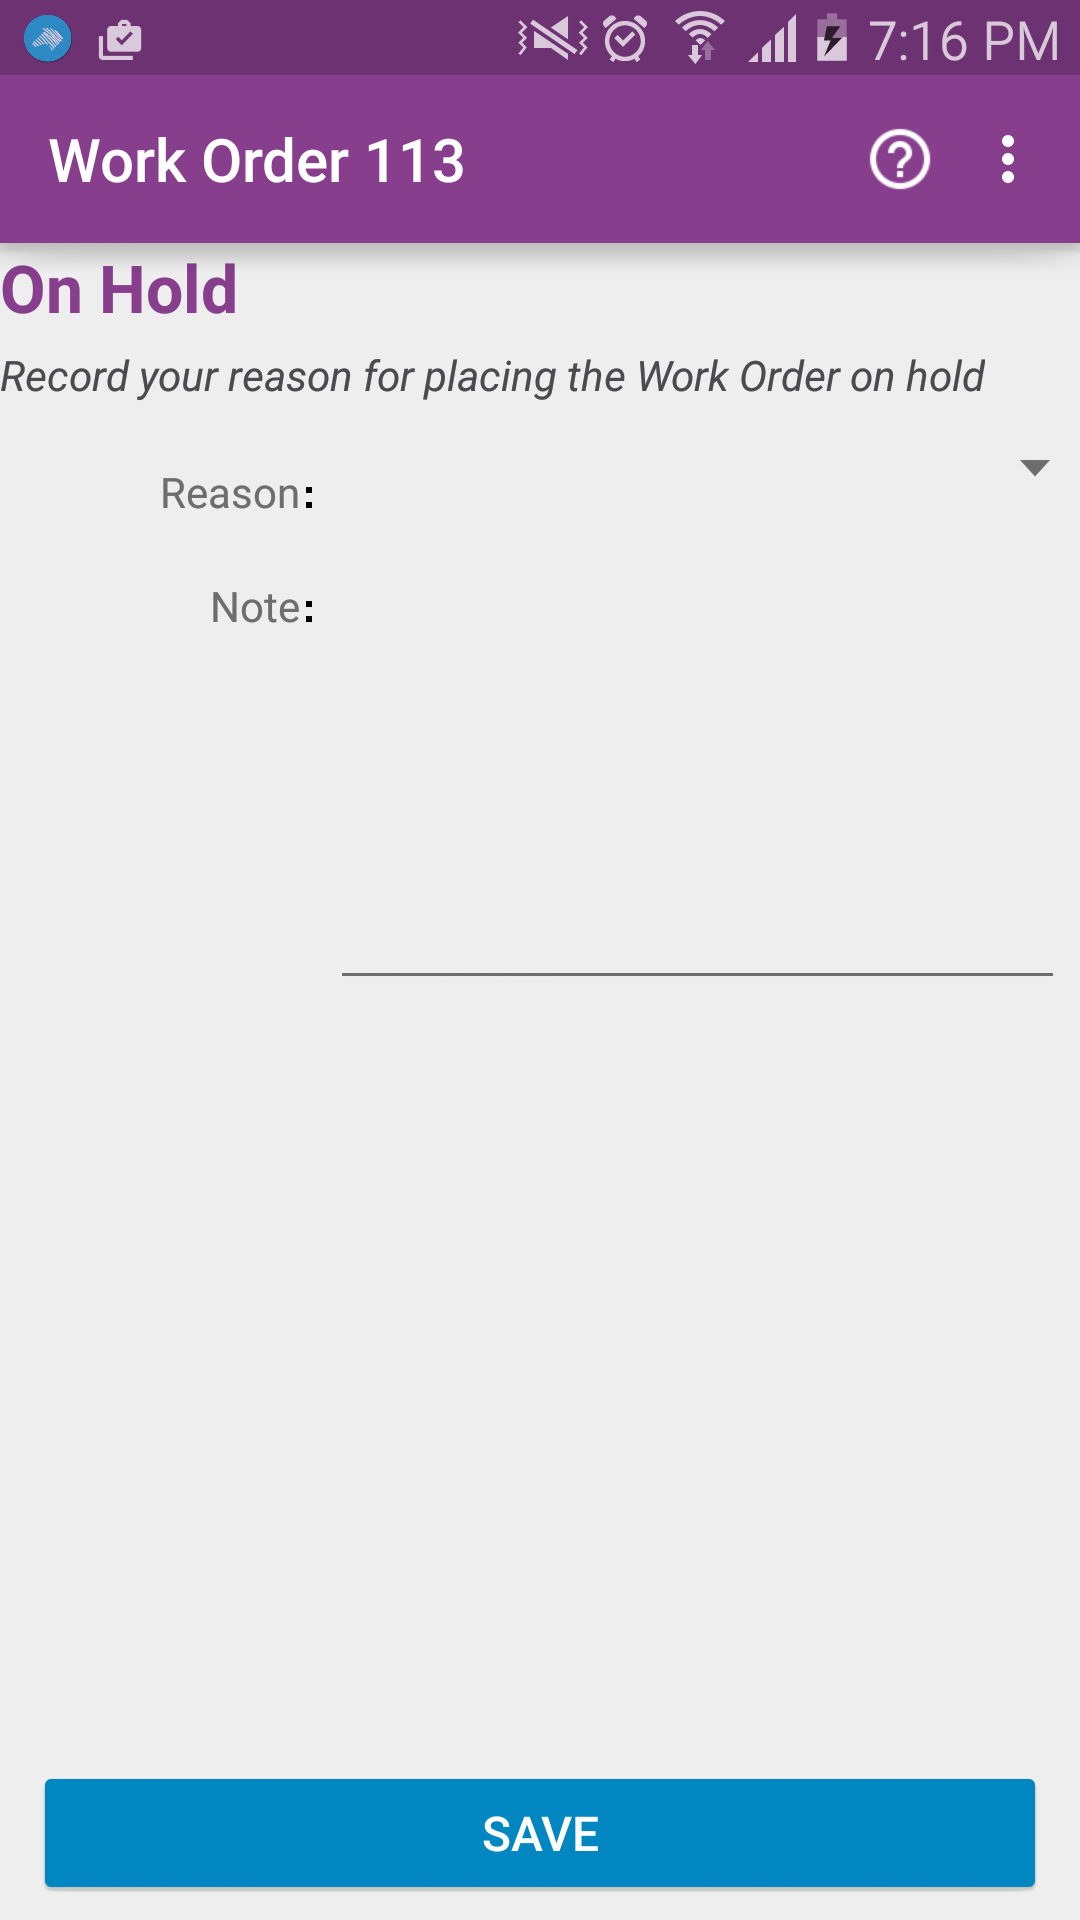 7:16 PM
Work Order 113
On Hold
Record your reason for placing the Work Order on hold
Reason:
Note:
SAVE